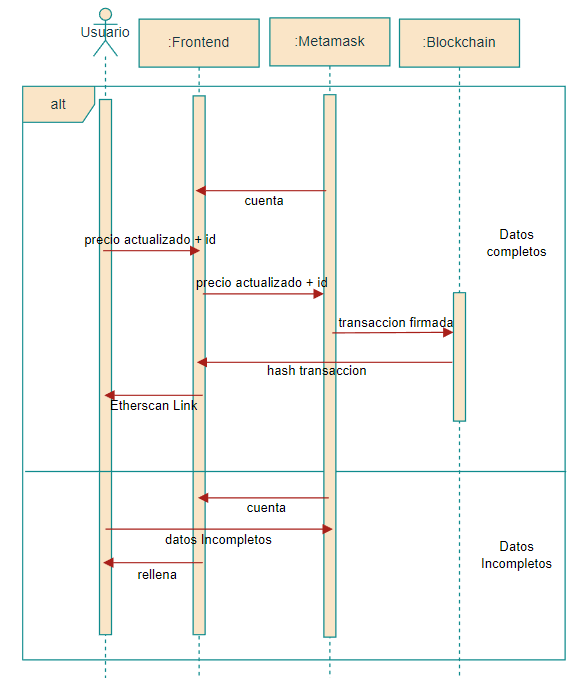 Usuario
:Frontend
:Metamask
:Blockchain
alt
cuenta
Datos
completos
precio actualizado + id
precio actualizado + id
transaccion firmada
hash transaccion
Etherscan Link
cuenta
datos Incompletos
Datos
Incompletos
rellena